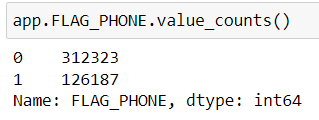 app.FLAG_PHONE.value_counts()
0    312323
1    126187
Name: FLAG_PHONE, dtype: int64